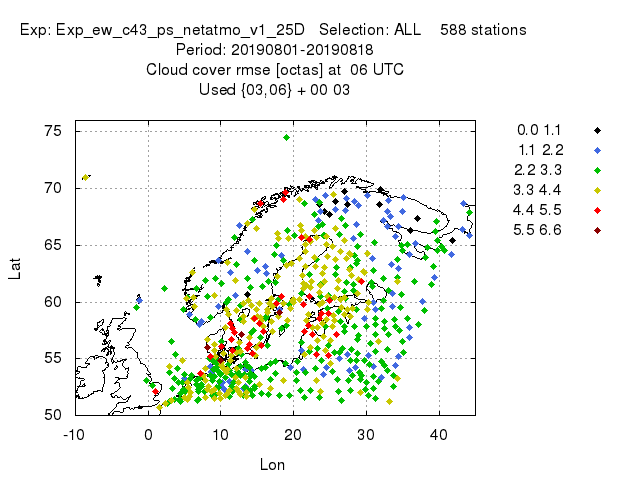 Exp: Exp_ew_c43_ps_netatmo_v1_25D Selection: ALL 588 stations
Period: 20190801-20190818
Cloud cover rmse [octas] at 06 UTC
Used {03,06} + 00 03
75
70
65
60
55
50
-10 0 10 20 30 40
Lat
Lon
0.0 1.1
1.1 2.2
2.2 3.3
3.3 4.4
4.4 5.5
5.5 6.6